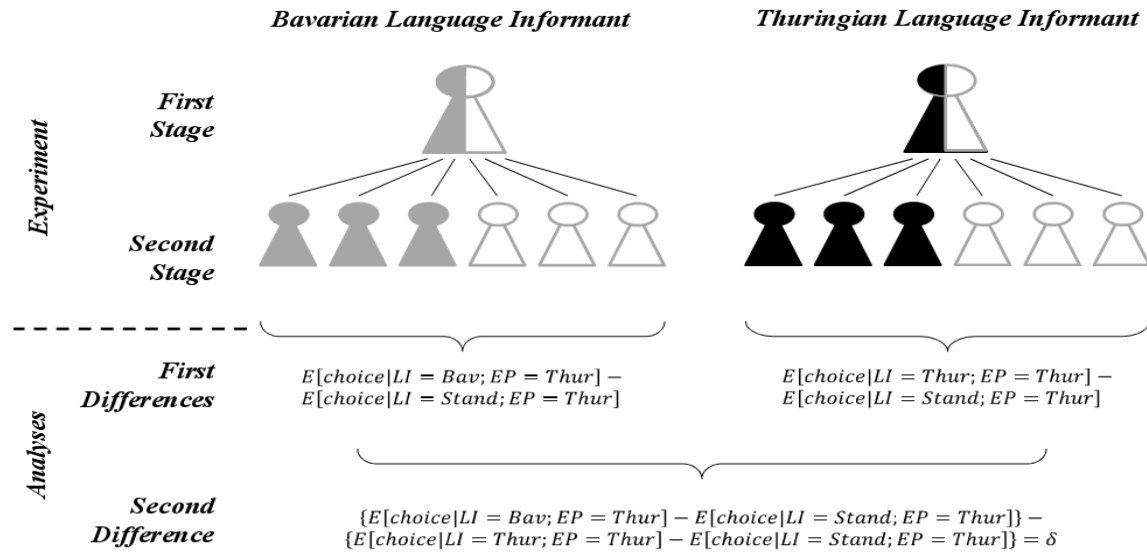 Bavarian Language Informant
Thuringian Language Informant
First
Stage
Experiment
Second
Stage
First
Differences
E[choice|LI = Bav; EP = Thur] −
E[choice|LI = Stand; EP = Thur]
E[choice|LI = Thur; EP = Thur] −
E[choice|LI = Stand; EP = Thur]
Analyses
Second
Difference
{E[choice|LI = Bav; EP = Thur] − E[choice|LI = Stand; EP = Thur]} −
{E[choice|LI = Thur; EP = Thur] − E[choice|LI = Stand; EP = Thur]} = δ